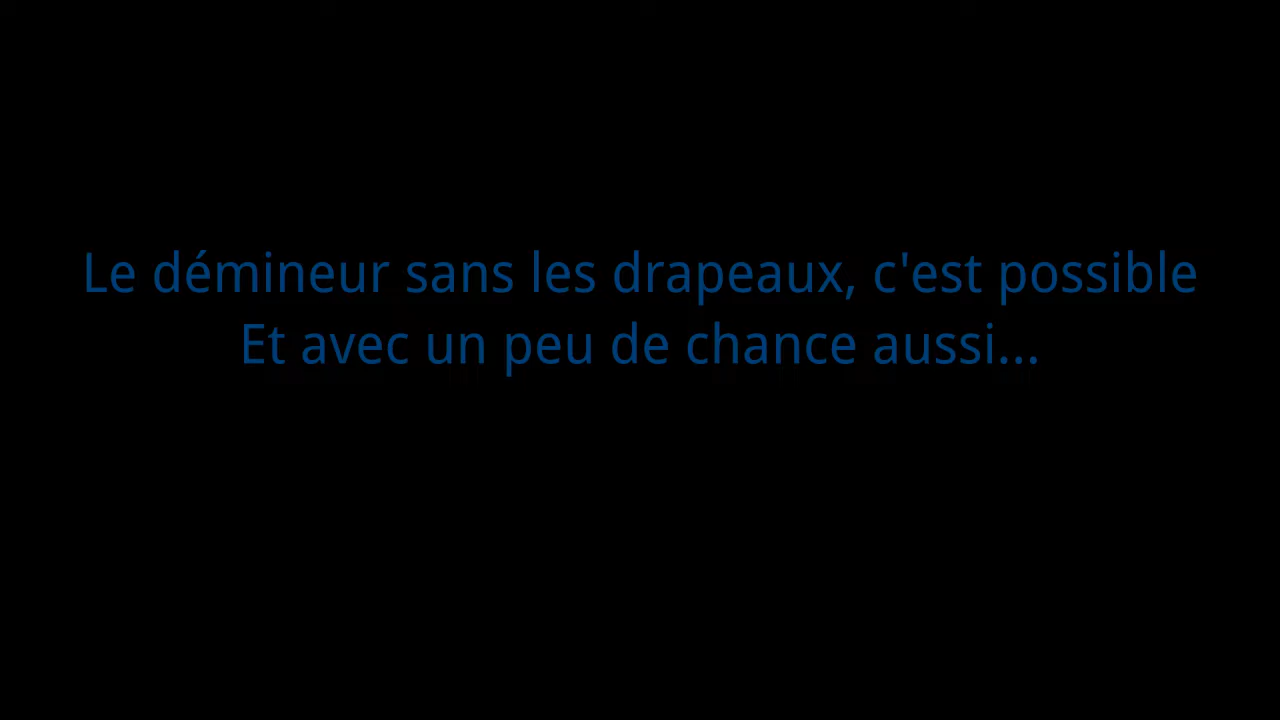 Le démineur sans les drapeaux, c'est possible
Et avec un peu de chance aussi...